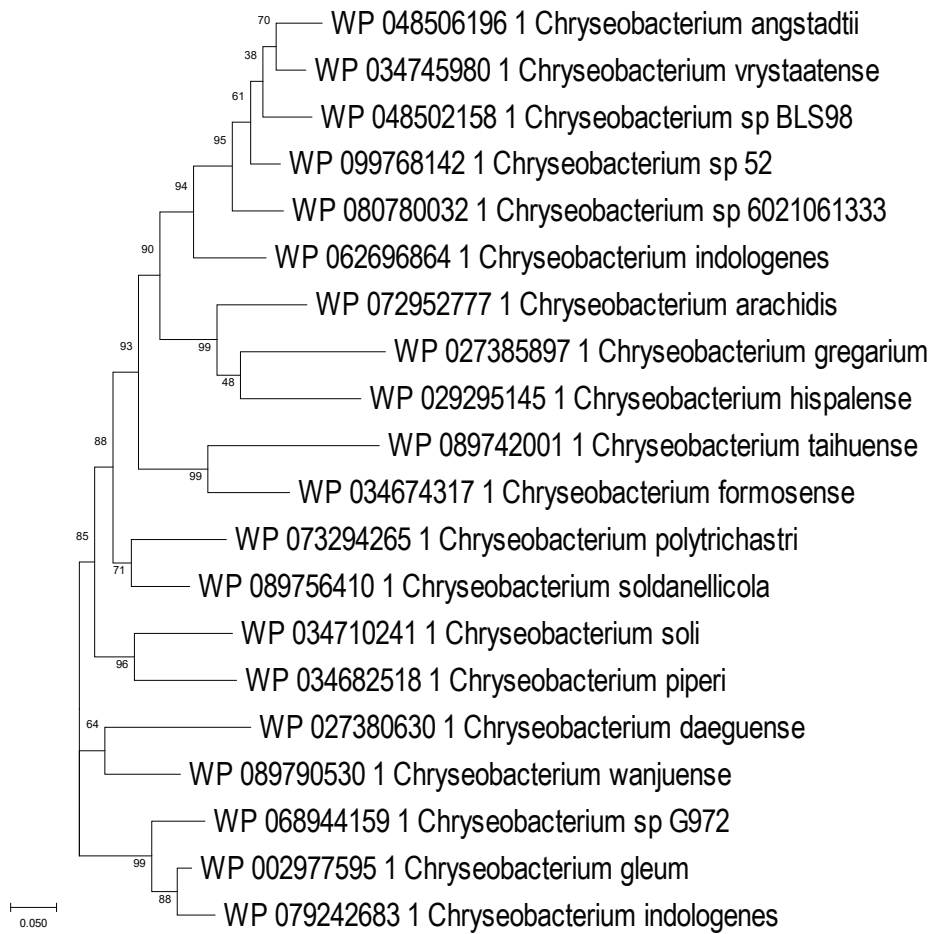 70
WP 048506196 1 Chryseobacterium angstadtii
38
WP 034745980 1 Chryseobacterium vrystaatense
61
WP 048502158 1 Chryseobacterium sp BLS98
95
WP 099768142 1 Chryseobacterium sp 52
94
WP 080780032 1 Chryseobacterium sp 6021061333
90
WP 062696864 1 Chryseobacterium indologenes
WP 072952777 1 Chryseobacterium arachidis
93
99
WP 027385897 1 Chryseobacterium gregarium
48
WP 029295145 1 Chryseobacterium hispalense
88
WP 089742001 1 Chryseobacterium taihuense
99
WP 034674317 1 Chryseobacterium formosense
85
WP 073294265 1 Chryseobacterium polytrichastri
71
WP 089756410 1 Chryseobacterium soldanellicola
WP 034710241 1 Chryseobacterium soli
96
WP 034682518 1 Chryseobacterium piperi
64
WP 027380630 1 Chryseobacterium daeguense
WP 089790530 1 Chryseobacterium wanjuense
WP 068944159 1 Chryseobacterium sp G972
99
WP 002977595 1 Chryseobacterium gleum
88
WP 079242683 1 Chryseobacterium indologenes
0.050